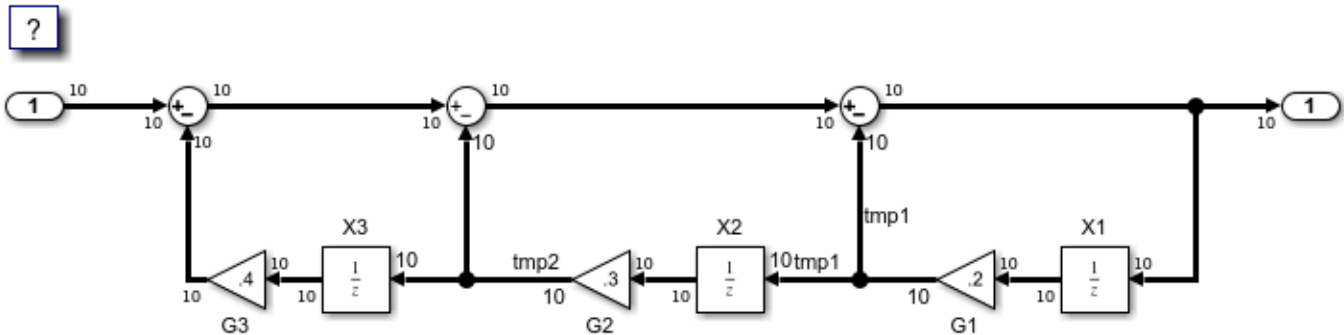 ?
10 10 10 10
1 + − + − + − 1
10 10 10 10
10 10 10
tmp1
X3 X2 X1
10 10 10 tmp1 10 10
10 tmp2 10
.4 1/z .3 1/z .2 1/z
10 10 10 10 10 10
G3 G2 G1